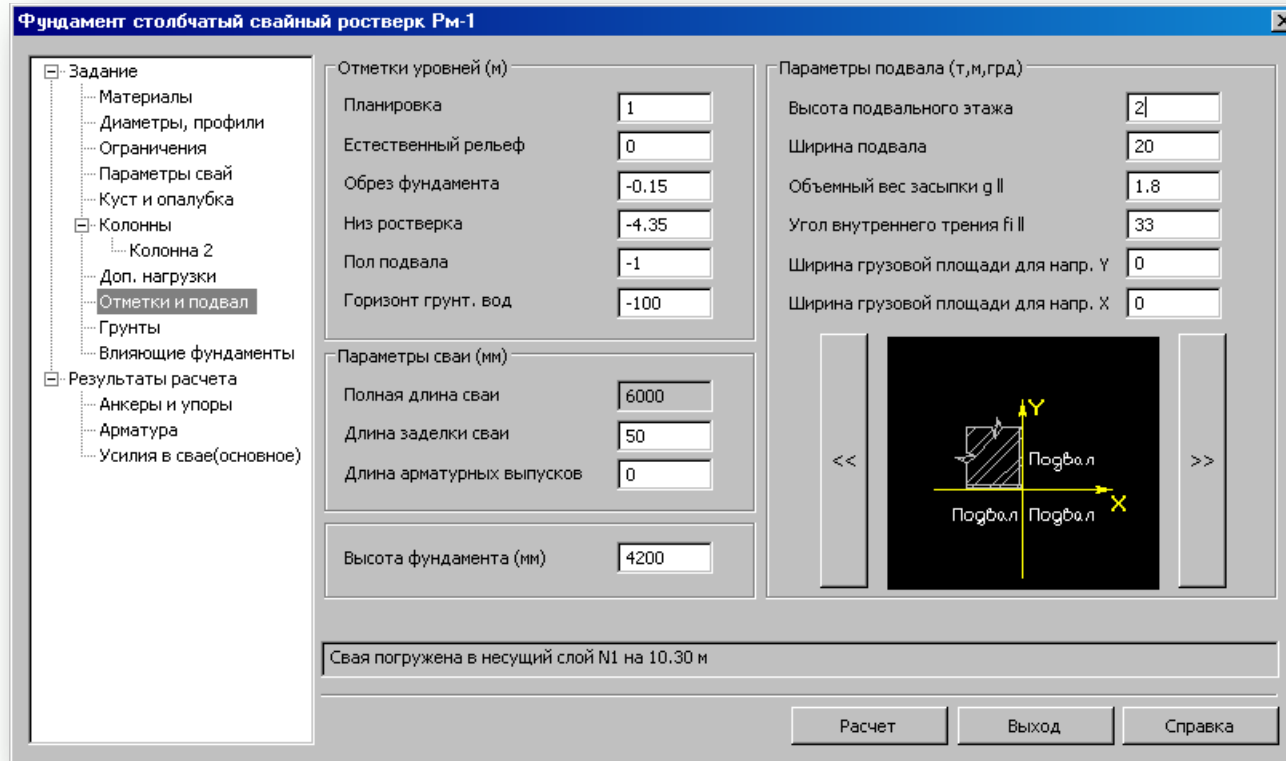 Фундамент столбчатый свайный ростверк Рм-1
Задание
Материалы
Диаметры, профили
Ограничения
Параметры свай
Куст и опалубка
Колонны
Колонна 2
Доп. нагрузки
Отметки и подвал
Грунты
Влияющие фундаменты
Результаты расчета
Анкеры и упоры
Арматура
Усилия в свае(основное)
Отметки уровней (м)
Планировка 1
Естественный рельеф 0
Обрез фундамента -0.15
Низ ростверка -4.35
Пол подвала -1
Горизонт грунт. вод -100
Параметры сваи (мм)
Полная длина сваи 6000
Длина заделки сваи 50
Длина арматурных выпусков 0
Высота фундамента (мм) 4200
Параметры подвала (т,м,грд)
Высота подвального этажа 2
Ширина подвала 20
Объемный вес засыпки g II 1.8
Угол внутреннего трения fi II 33
Ширина грузовой площади для напр. Y 0
Ширина грузовой площади для напр. X 0
<<
Y
Подвал
X
Подвал Подвал
>>
Свая погружена в несущий слой N1 на 10.30 м
Расчет Выход Справка